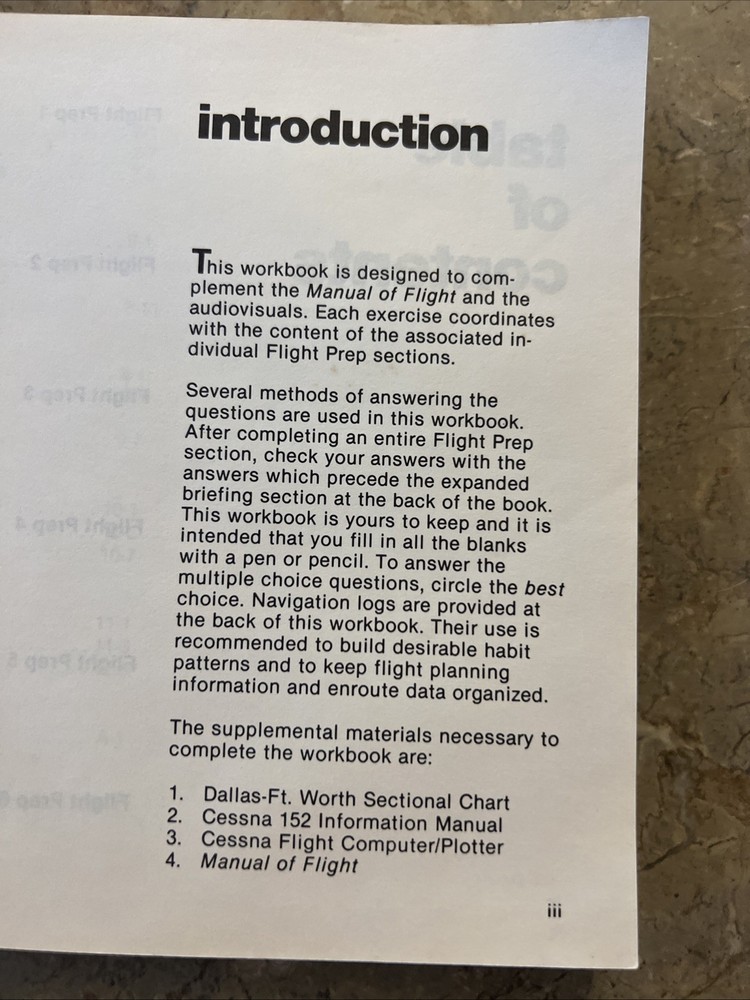 introduction
This workbook is designed to com-
plement the Manual of Flight and the
audiovisuals. Each exercise coordinates
with the content of the associated in-
dividual Flight Prep sections.
Several methods of answering the
questions are used in this workbook.
After completing an entire Flight Prep
section, check your answers with the
answers which precede the expanded
briefing section at the back of the book.
This workbook is yours to keep and it is
intended that you fill in all the blanks
with a pen or pencil. To answer the
multiple choice questions, circle the best
choice. Navigation logs are provided at
the back of this workbook. Their use is
recommended to build desirable habit
patterns and to keep flight planning
information and enroute data organized.
The supplemental materials necessary to
complete the workbook are:
1. Dallas-Ft. Worth Sectional Chart
2. Cessna 152 Information Manual
3. Cessna Flight Computer/Plotter
4. Manual of Flight
iii